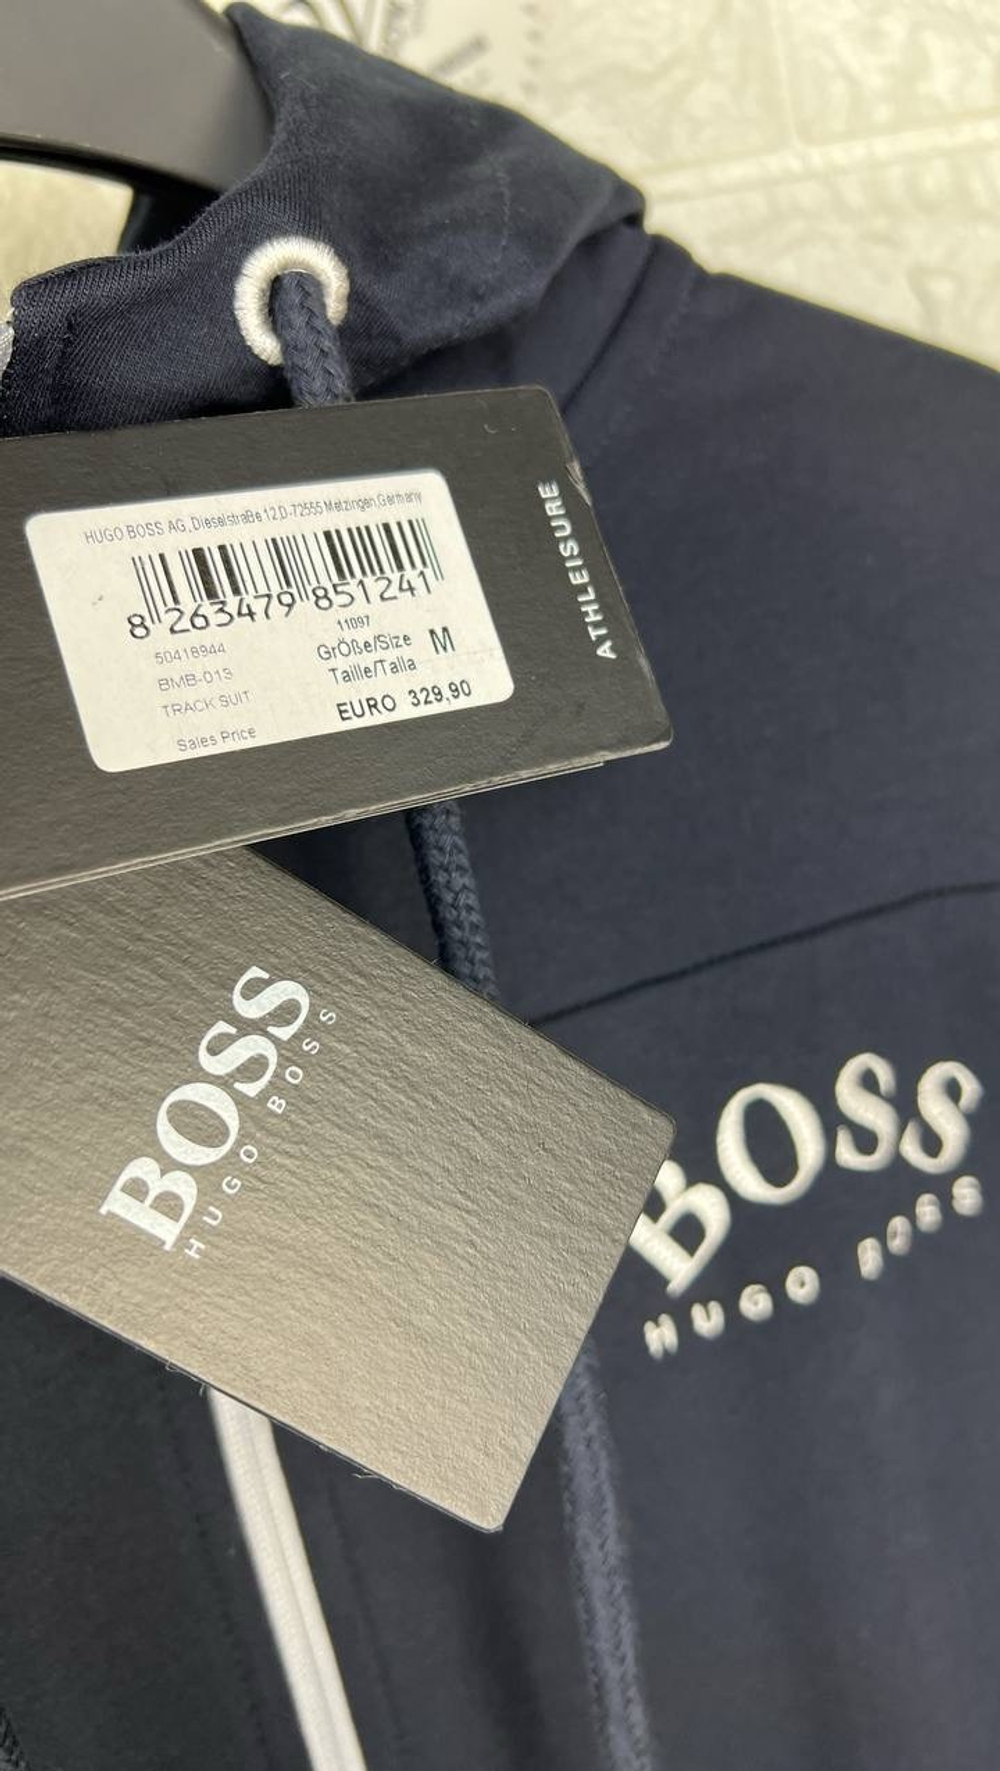 HUGO BOSS AG, Dieselstraße 12,D-72555 Metzingen,Germany
8 263479 851241
11097
50418944
BMB-013
TRACK SUIT
GrÖße/Size M
Taille/Talla
EURO 329,90
Sales Price
ATHLEISURE
BOSS
HUGO BOSS
BOSS
HUGO BOSS